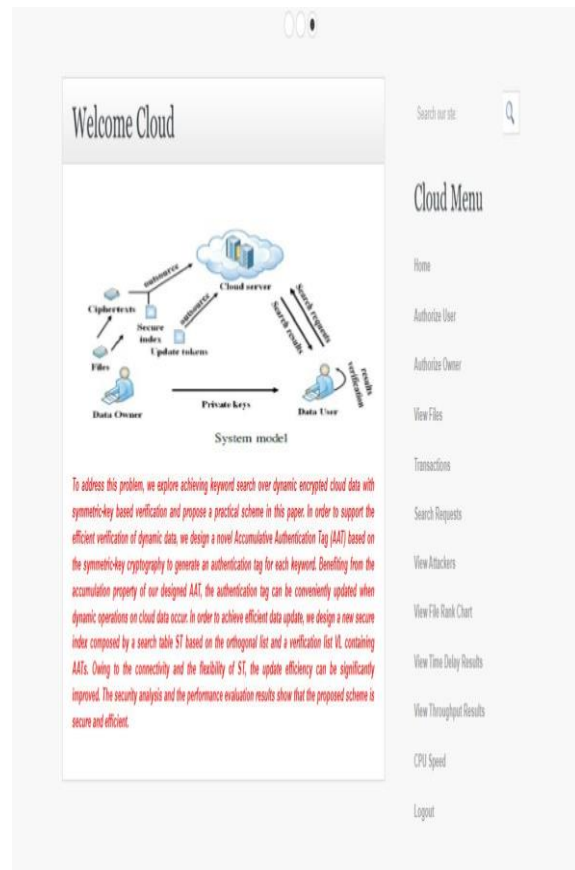 Welcome Cloud
outsource
Cloud server
Ciphertexts
Secure
index
outsource
Update tokens
Search results
Search requests
Files
results
verification
Data Owner
Private keys
Data User
System model
To address this problem, we explore achieving keyword search over dynamic encrypted cloud data with
symmetric-key based verification and propose a practical scheme in this paper. In order to support the
efficient verification of dynamic data, we design a novel Accumulative Authentication Tag (AAT) based on
the symmetric-key cryptography to generate an authentication tag for each keyword. Benefiting from the
accumulation property of our designed AAT, the authentication tag can be conveniently updated when
dynamic operations on cloud data occur. In order to achieve efficient data update, we design a new secure
index composed by a search table ST based on the orthogonal list and a verification list VL containing
AATs. Owing to the connectivity and the flexibility of ST, the update efficiency can be significantly
improved. The security analysis and the performance evaluation results show that the proposed scheme is
secure and efficient.
Search our site:
Cloud Menu
Home
Authorize User
Authorize Owner
View Files
Transactions
Search Requests
View Attackers
View File Rank Chart
View Time Delay Results
View Throughput Results
CPU Speed
Logout